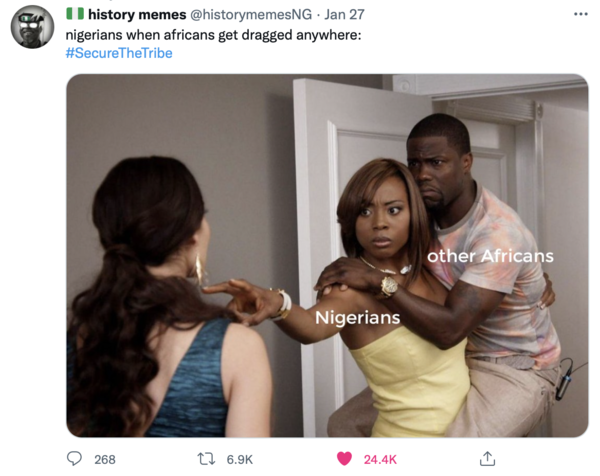 🇳🇬 history memes @historymemesNG · Jan 27
nigerians when africans get dragged anywhere:
#SecureTheTribe
other Africans
Nigerians
268 6.9K 24.4K